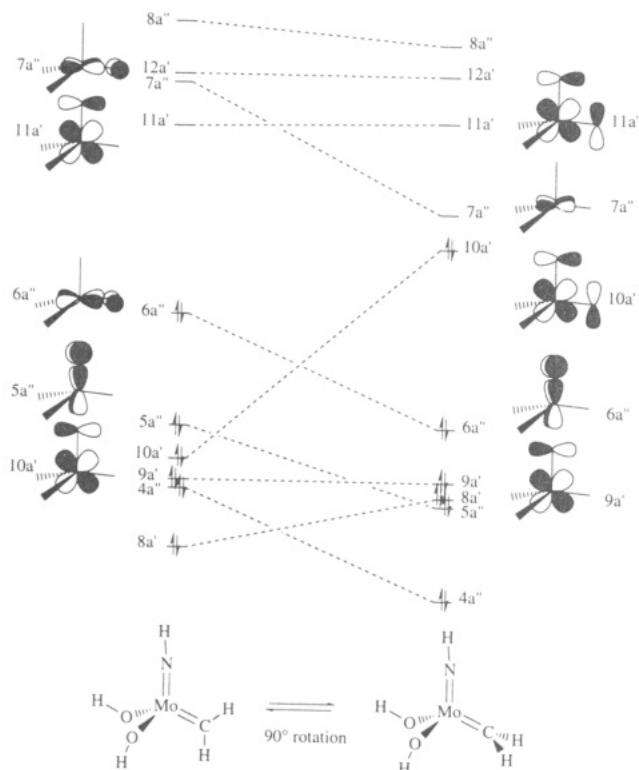 8a"
8a"
7a"
12a'
12a'
7a"
11a'
11a'
11a'
11a'
7a"
7a"
10a'
6a"
6a"
10a'
5a"
5a"
6a"
6a"
10a'
10a'
9a'
9a'
4a"
8a'
5a"
9a'
8a'
4a"
H
H
N
N
H
Mo
H
H
Mo
O
C
O
C
H
O
H
90° rotation
O
H
H
H
H